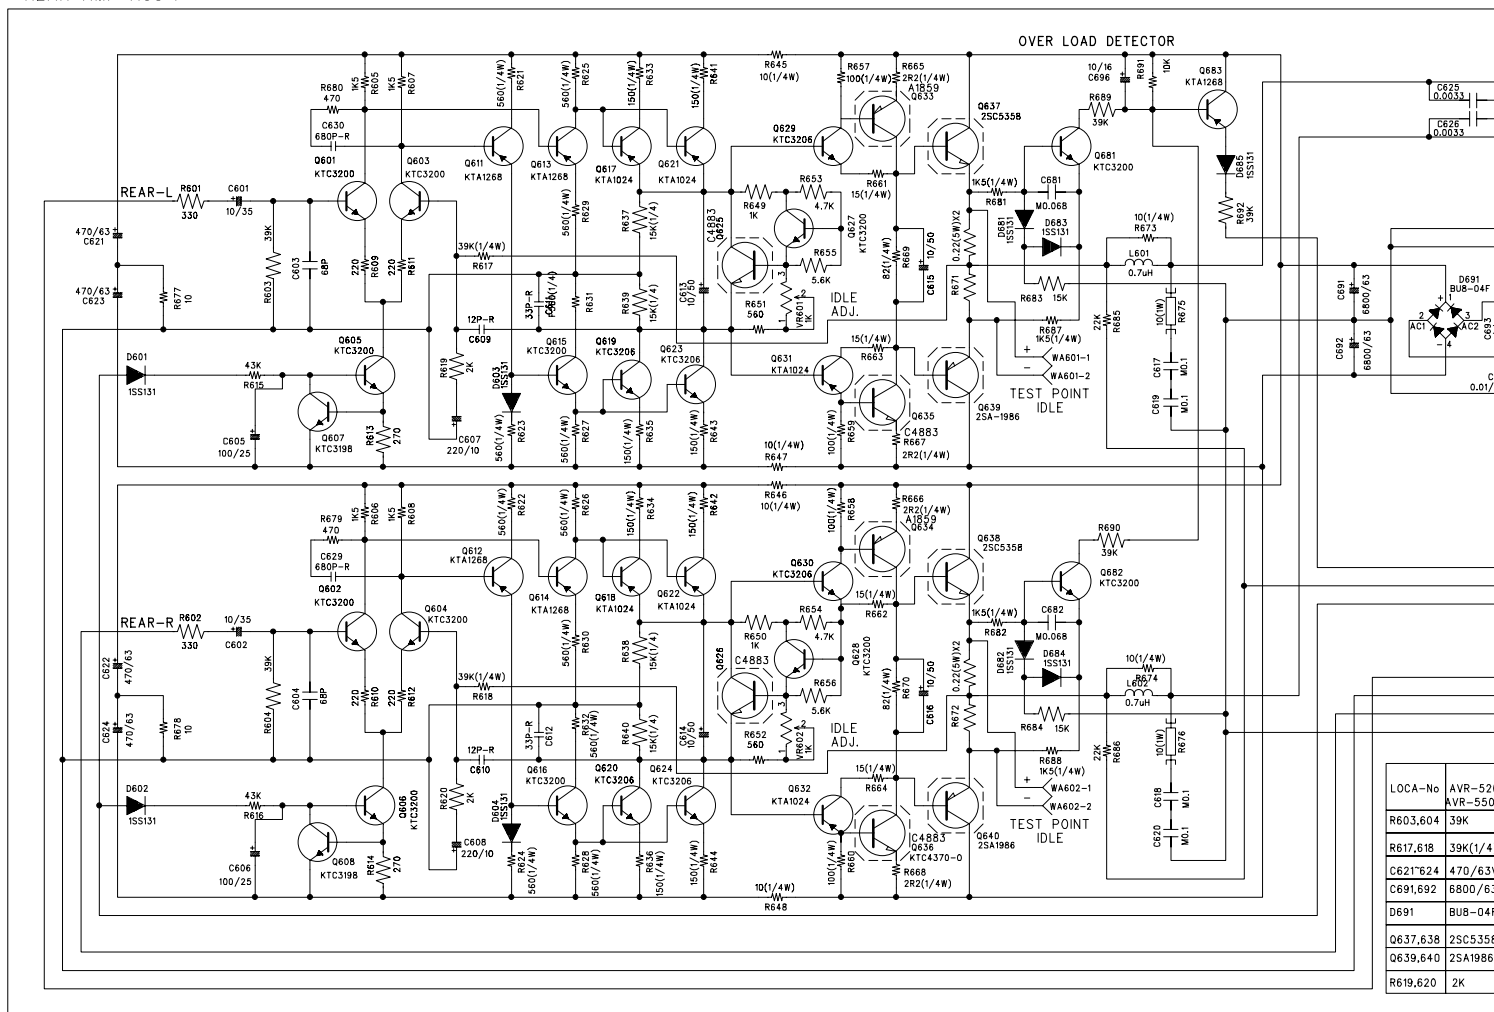 OVER LOAD DETECTOR
REAR-L
R601
330
C601
10/35
470/63
C621
470/63
C623
R677
10
39K
R603
C603
68P
R680
470
C630
680P-R
1K5
R605
1K5
R607
Q601
KTC3200
Q603
KTC3200
220
R609
220
R611
D601
1SS131
43K
R615
Q605
KTC3200
Q607
KTC3198
R613
270
C605
100/25
39K(1/4W)
R617
12P-R
C609
R619
2K
C607
220/10
560(1/4W)
R621
Q611
KTA1268
560(1/4W)
R625
Q613
KTA1268
150(1/4W)
R633
Q617
KTA1024
150(1/4W)
R641
Q621
KTA1024
560(1/4W)
R629
R637
15K(1/4)
33P-R
R631
R639
15K(1/4)
C613
10/50
D603
1SS131
Q615
KTC3200
Q619
KTC3206
Q623
KTC3206
560(1/4W)
R623
560(1/4W)
R627
150(1/4W)
R635
150(1/4W)
R643
R645
10(1/4W)
R657
100(1/4W)
R665
2R2(1/4W)
A1859
Q633
Q629
KTC3206
R649
1K
R653
4.7K
Q627
KTC3200
C4883
Q625
R655
5.6K
R651
560
VR601
1K
IDLE
ADJ.
R661
15(1/4W)
82(1/4W)
R669
10/50
C615
15(1/4W)
R663
Q631
KTA1024
100(1/4W)
R659
Q635
C4883
R667
2R2(1/4W)
10(1/4W)
R647
Q637
2SC5358
0.22(5W)X2
R671
Q639
2SA-1986
1K5(1/4W)
R681
C681
M0.068
Q681
KTC3200
D681
1SS131
D683
1SS131
R683
15K
R687
1K5(1/4W)
WA601-1
WA601-2
TEST POINT
IDLE
R689
39K
10/16
C696
R691
10K
Q683
KTA1268
D685
1SS131
R692
39K
10(1/4W)
R673
L601
0.7uH
22K
R685
10(1W)
R675
C617
M0.1
C619
M0.1
C625
0.0033
C626
0.0033
C691
6800/63
C692
6800/63
D691
BU8-04F
AC1
AC2
C693
0.01/
REAR-R
R602
330
10/35
C602
C622
470/63
C624
470/63
R678
10
39K
R604
C604
68P
R679
470
C629
680P-R
1K5
R606
1K5
R608
Q602
KTC3200
Q604
KTC3200
220
R610
220
R612
D602
1SS131
43K
R616
Q606
KTC3200
Q608
KTC3198
R614
270
C606
100/25
39K(1/4W)
R618
12P-R
C610
R620
2K
C608
220/10
560(1/4W)
R622
Q612
KTA1268
560(1/4W)
R626
Q614
KTA1268
150(1/4W)
R634
Q618
KTA1024
150(1/4W)
R642
Q622
KTA1024
560(1/4W)
R630
R638
15K(1/4)
33P-R
C612
R632
560(1/4W)
R640
15K(1/4)
C614
10/50
D604
1SS131
Q616
KTC3200
Q620
KTC3206
Q624
KTC3206
R624
560(1/4W)
R628
560(1/4W)
R636
150(1/4W)
R644
150(1/4W)
R646
10(1/4W)
100(1/4W)
R658
R666
2R2(1/4W)
A1859
Q634
Q630
KTC3206
R650
1K
R654
4.7K
Q628
KTC3200
Q626
C4883
R656
5.6K
R652
560
VR602
1K
IDLE
ADJ.
15(1/4W)
R662
82(1/4W)
R670
10/50
C616
15(1/4W)
R664
Q632
KTA1024
100(1/4W)
R660
C4883
Q636
KTC4370-O
R668
2R2(1/4W)
10(1/4W)
R648
Q638
2SC5358
0.22(5W)X2
R672
Q640
2SA1986
1K5(1/4W)
R682
C682
M0.068
Q682
KTC3200
D682
1SS131
D684
1SS131
R684
15K
R688
1K5(1/4W)
WA602-1
WA602-2
TEST POINT
IDLE
R690
39K
10(1/4W)
R674
L602
0.7uH
22K
R686
10(1W)
R676
C618
M0.1
C620
M0.1
LOCA-No
R603,604 39K
R617,618 39K(1/4
C621~624 470/63
C691,692 6800/63
D691 BU8-04F
Q637,638 2SC5358
Q639,640 2SA1986
R619,620 2K